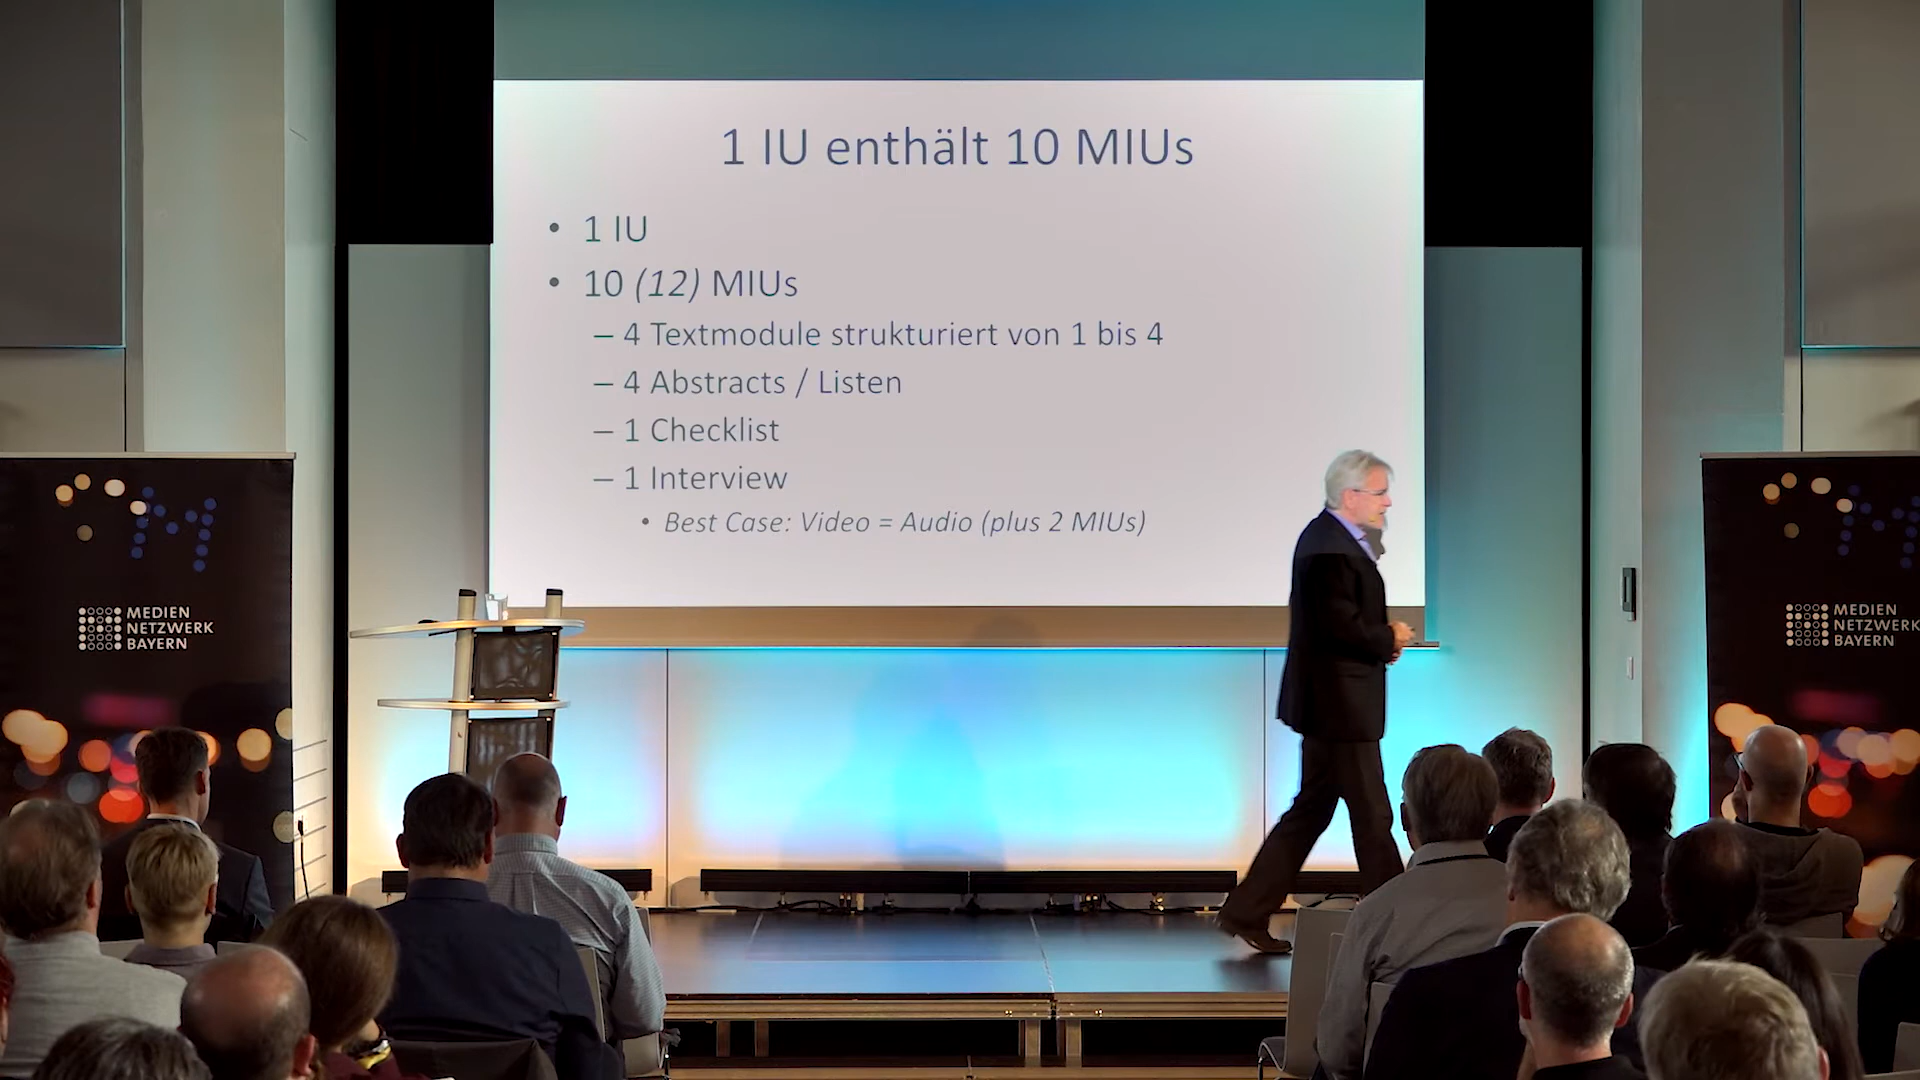 1 IU enthält 10 MIUs
• 1 IU
• 10 (12) MIUs
– 4 Textmodule strukturiert von 1 bis 4
– 4 Abstracts / Listen
– 1 Checklist
– 1 Interview
• Best Case: Video = Audio (plus 2 MIUs)
MEDIEN
NETZWERK
BAYERN
MEDIEN
NETZWERK
BAYERN